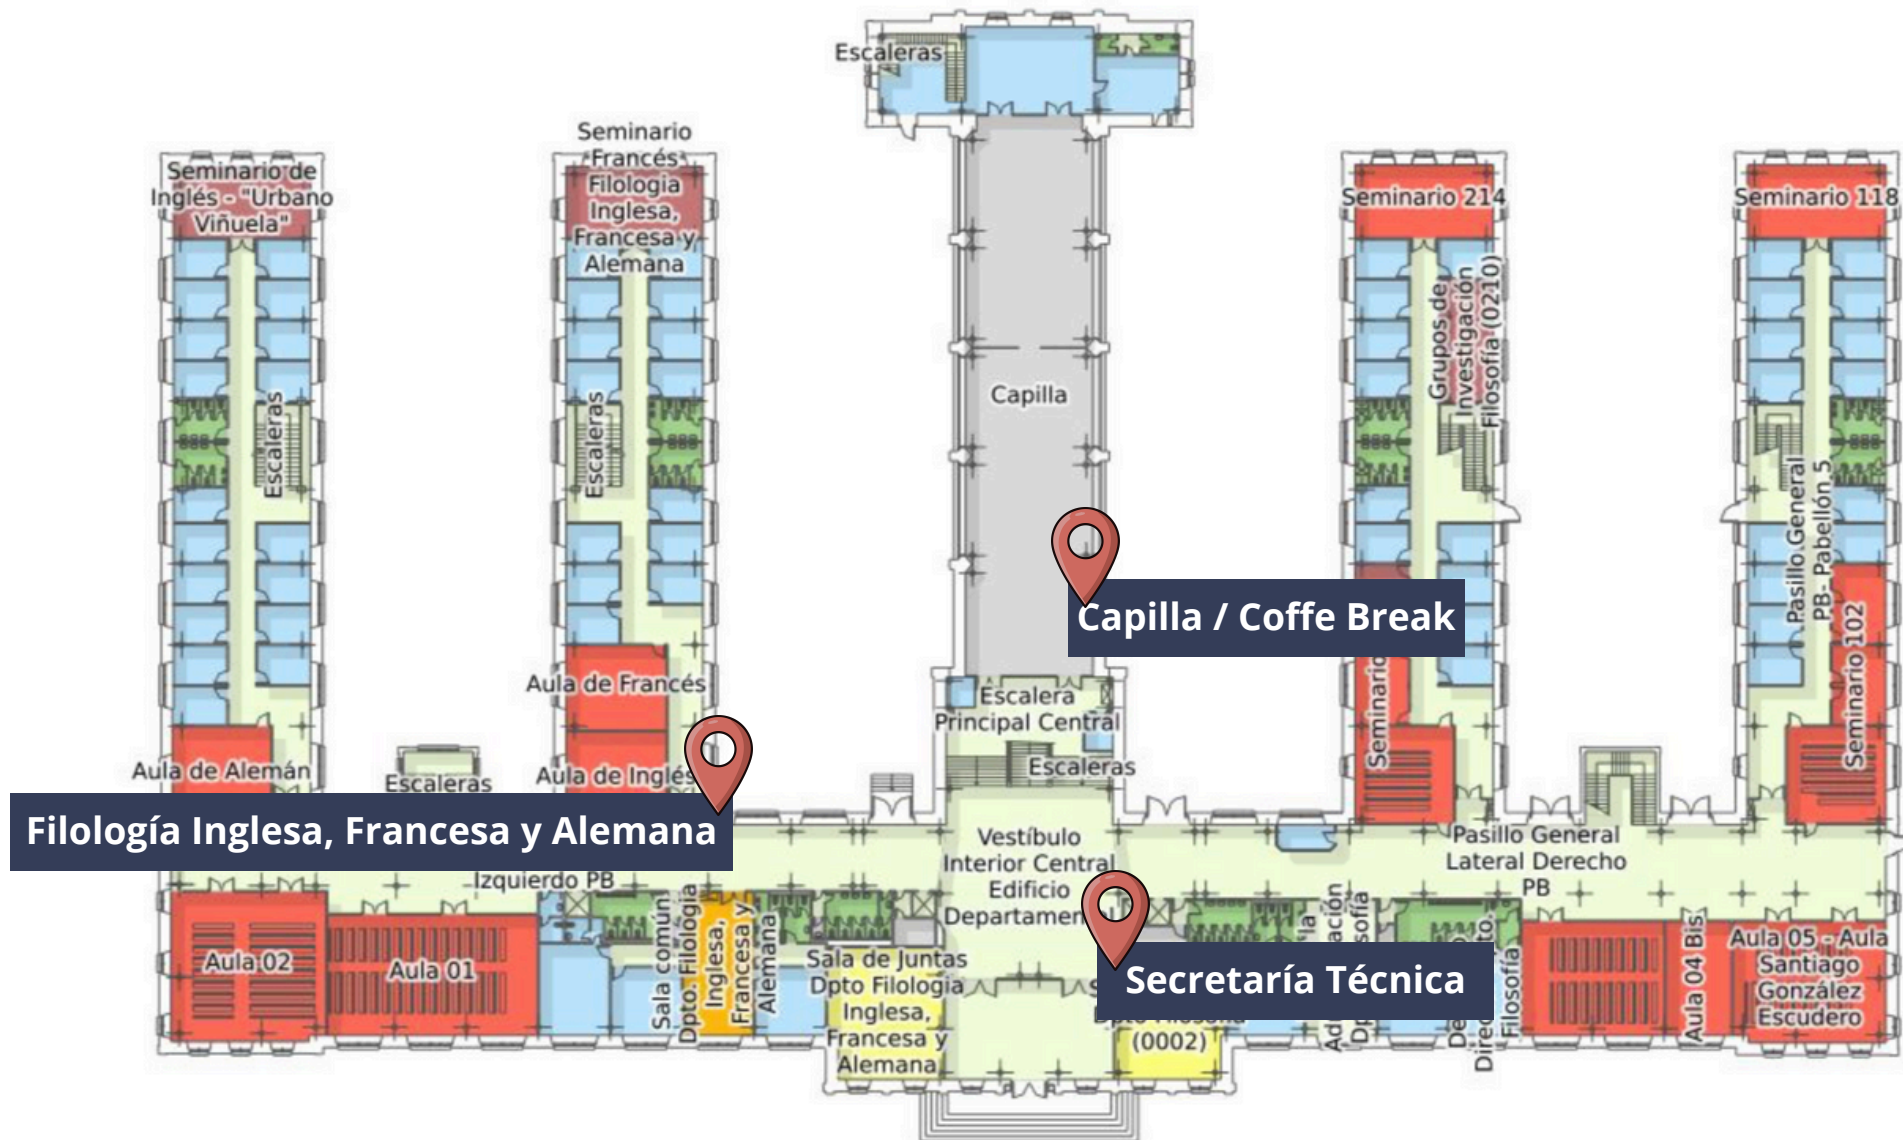 Escaleras
Seminario de
Inglés - "Urbano
Viñuela"
Seminario
Francés
Filologia
Inglesa,
Francesa y
Alemana
Seminario 214
Seminario 118
Grupos de
Investigación
Filosofía (0210)
Capilla
Escaleras
Escaleras
Pasillo General
PB- Pabellón 5
Capilla / Coffe Break
Seminario
Seminario 102
Aula de Francés
Escalera
Principal Central
Aula de Alemán
Escaleras
Aula de Inglés
Escaleras
Filología Inglesa, Francesa y Alemana
Vestíbulo
Interior Central
Edificio
Departamen
Pasillo General
Lateral Derecho
PB
Izquierdo PB
Aula 02
Aula 01
Sala común
Dpto. Filología
Inglesa,
Francesa y
Alemana
Sala de Juntas
Dpto Filologia
Inglesa,
Francesa y
Alemana
Secretaría Técnica
Dpto Filosofía
(0002)
Filosofía
Aula 04 Bis
Aula 05 - Aula
Santiago
González
Escudero